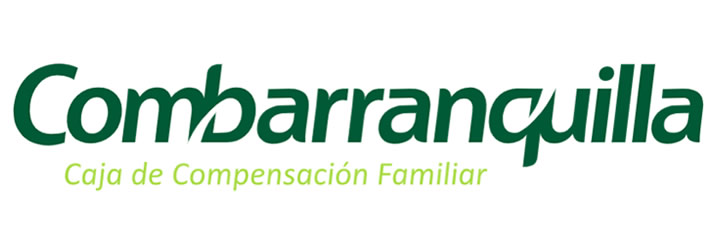 Combarranquilla
Caja de Compensación Familiar